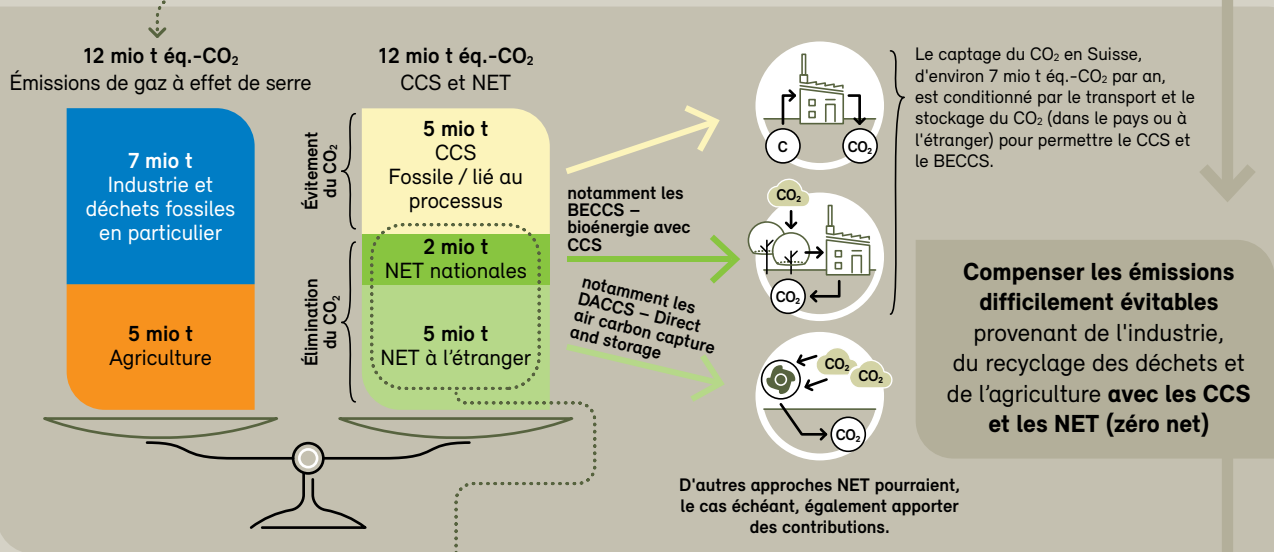 12 mio t éq.-CO₂
Émissions de gaz à effet de serre
7 mio t
Industrie et
déchets fossiles
en particulier
5 mio t
Agriculture
12 mio t éq.-CO₂
CCS et NET
Évitement
du CO₂
5 mio t
CCS
Fossile / lié au
processus
Élimination
du CO₂
2 mio t
NET nationales
5 mio t
NET à l'étranger
notamment les
BECCS –
bioénergie avec
CCS
notamment les
DACCS – Direct
air carbon capture
and storage
C
CO₂
CO₂
CO₂
CO₂
CO₂
CO₂
D'autres approches NET pourraient,
le cas échéant, également apporter
des contributions.
Le captage du CO₂ en Suisse,
d'environ 7 mio t éq.-CO₂ par an,
est conditionné par le transport et le
stockage du CO₂ (dans le pays ou à
l'étranger) pour permettre le CCS et
le BECCS.
Compenser les émissions
difficilement évitables
provenant de l'industrie,
du recyclage des déchets et
de l’agriculture avec les CCS
et les NET (zéro net)